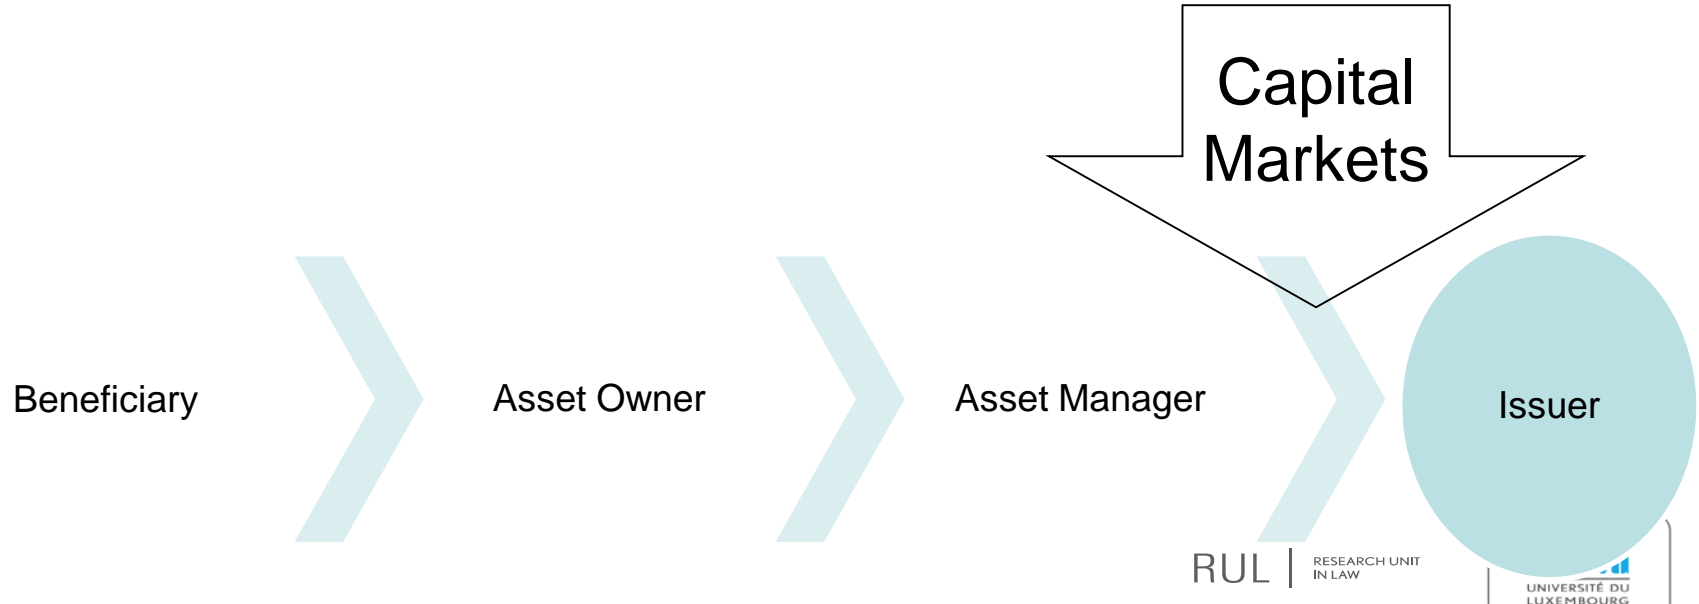 Capital
Markets
Beneficiary
Asset Owner
Asset Manager
Issuer
RUL
RESEARCH UNIT
IN LAW
UNIVERSITÉ DU
LUXEMBOURG